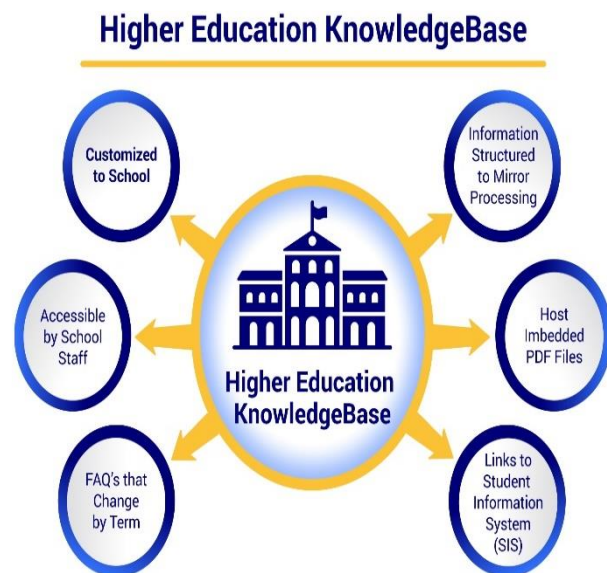 Higher Education KnowledgeBase
Customized
to School
Information
Structured
to Mirror
Processing
Accessible
by School
Staff
Higher Education
KnowledgeBase
Host
Imbedded
PDF Files
FAQ's that
Change
by Term
Links to
Student
Information
System
(SIS)